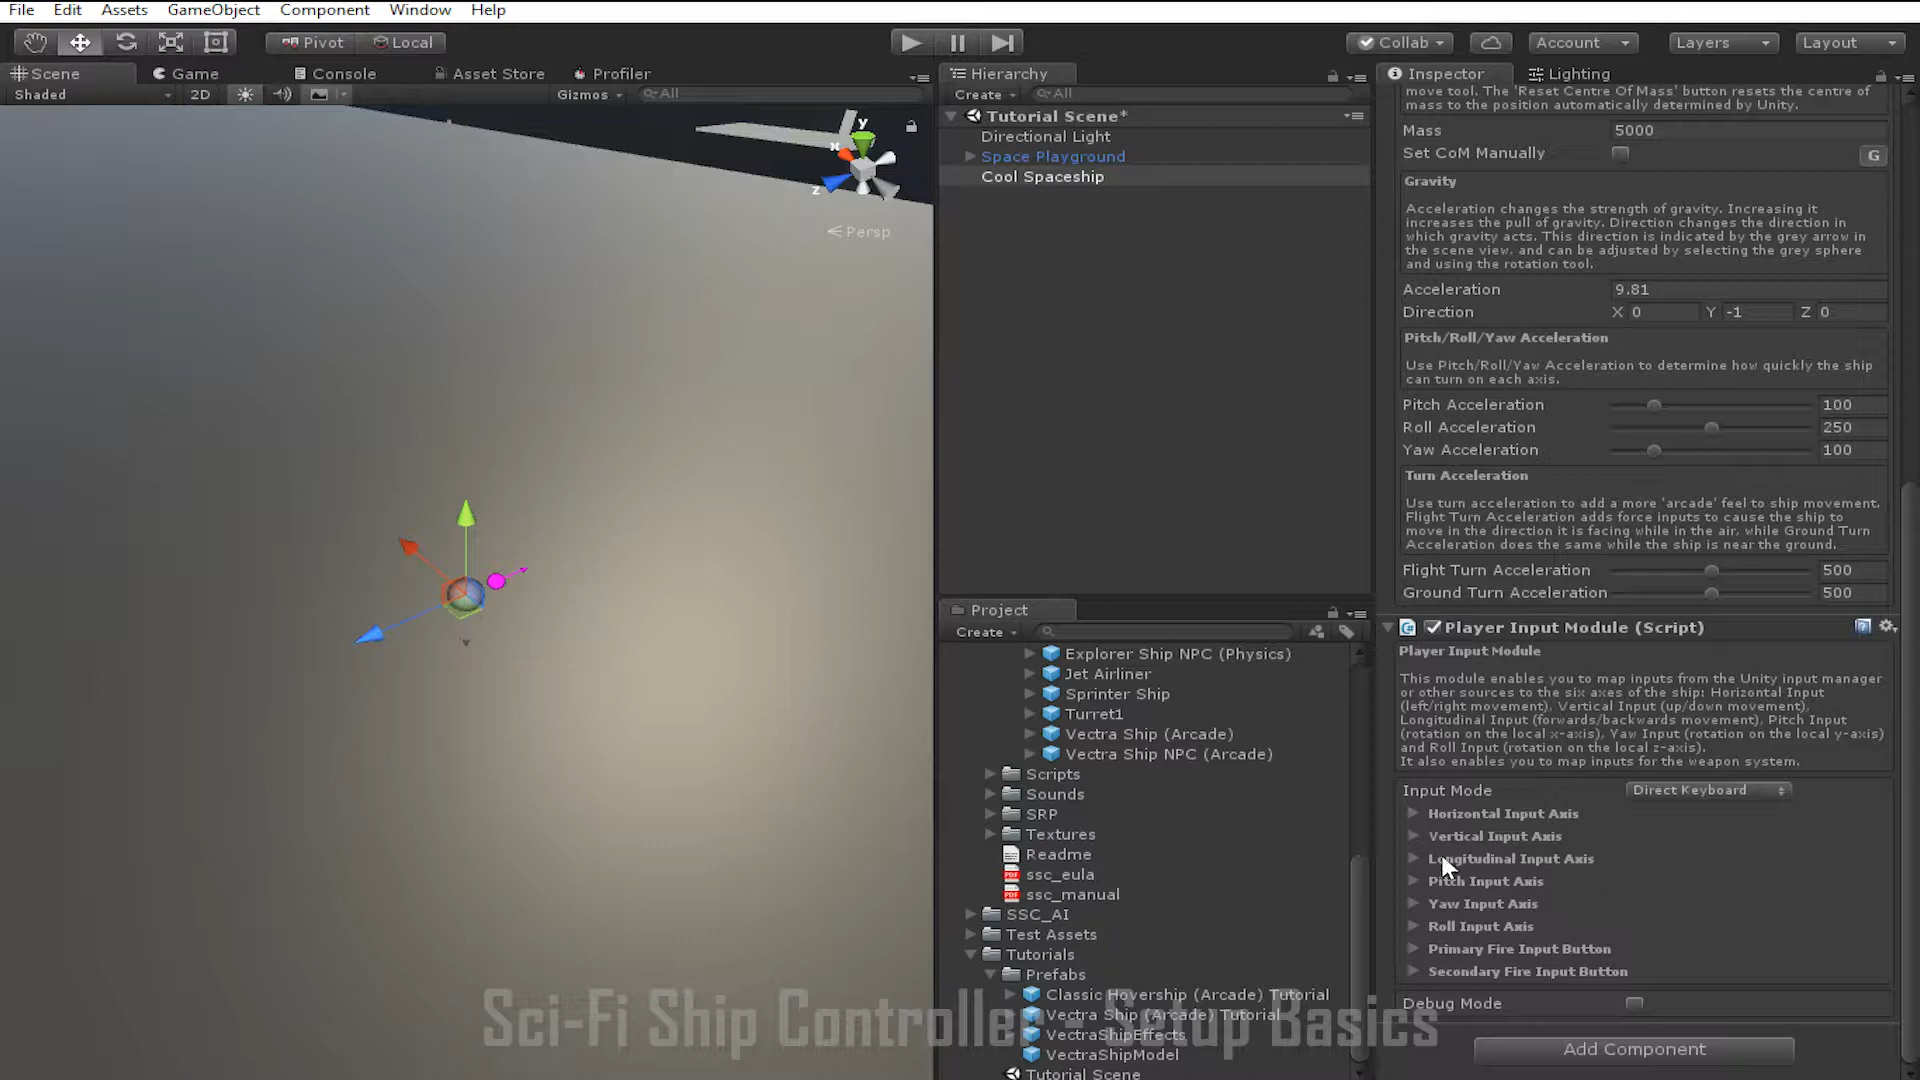 File Edit Assets GameObject Component Window Help
Pivot Local Collab Account Layers Layout
Scene Game Console Asset Store Profiler
Shaded 2D Gizmos All
y
x
z
Persp
Hierarchy
Create All
Tutorial Scene*
Directional Light
Space Playground
Cool Spaceship
Project
Create
Explorer Ship NPC (Physics)
Jet Airliner
Sprinter Ship
Turret1
Vectra Ship (Arcade)
Vectra Ship NPC (Arcade)
Scripts
Sounds
SRP
Textures
Readme
PDF ssc_eula
PDF ssc_manual
SSC_AI
Test Assets
Tutorials
Prefabs
Classic Hovership (Arcade) Tutorial
Vectra Ship (Arcade) Tutorial
VectraShipEffects
VectraShipModel
Tutorial Scene
Inspector Lighting
move tool. The 'Reset Centre Of Mass' button resets the centre of
mass to the position automatically determined by Unity.
Mass 5000
Set CoM Manually G
Gravity
Acceleration changes the strength of gravity. Increasing it
increases the pull of gravity. Direction changes the direction in
which gravity acts. This direction is indicated by the grey arrow in
the scene view, and can be adjusted by selecting the grey sphere
and using the rotation tool.
Acceleration 9.81
Direction X 0 Y -1 Z 0
Pitch/Roll/Yaw Acceleration
Use Pitch/Roll/Yaw Acceleration to determine how quickly the ship
can turn on each axis.
Pitch Acceleration 100
Roll Acceleration 250
Yaw Acceleration 100
Turn Acceleration
Use turn acceleration to add a more 'arcade' feel to ship movement.
Flight Turn Acceleration adds force inputs to cause the ship to
move in the direction it is facing while in the air, while Ground Turn
Acceleration does the same while the ship is near the ground.
Flight Turn Acceleration 500
Ground Turn Acceleration 500
Player Input Module (Script)
Player Input Module
This module enables you to map inputs from the Unity input manager
or other sources to the six axes of the ship: Horizontal Input
(left/right movement), Vertical Input (up/down movement),
Longitudinal Input (forwards/backwards movement), Pitch Input
(rotation on the local x-axis), Yaw Input (rotation on the local y-axis)
and Roll Input (rotation on the local z-axis).
It also enables you to map inputs for the weapon system.
Input Mode Direct Keyboard
Horizontal Input Axis
Vertical Input Axis
Longitudinal Input Axis
Pitch Input Axis
Yaw Input Axis
Roll Input Axis
Primary Fire Input Button
Secondary Fire Input Button
Debug Mode
Add Component
Sci-Fi Ship Controller - Setup Basics